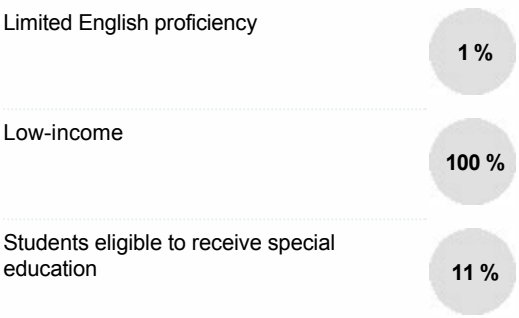 Limited English proficiency
1 %
Low-income
100 %
Students eligible to receive special
education
11 %